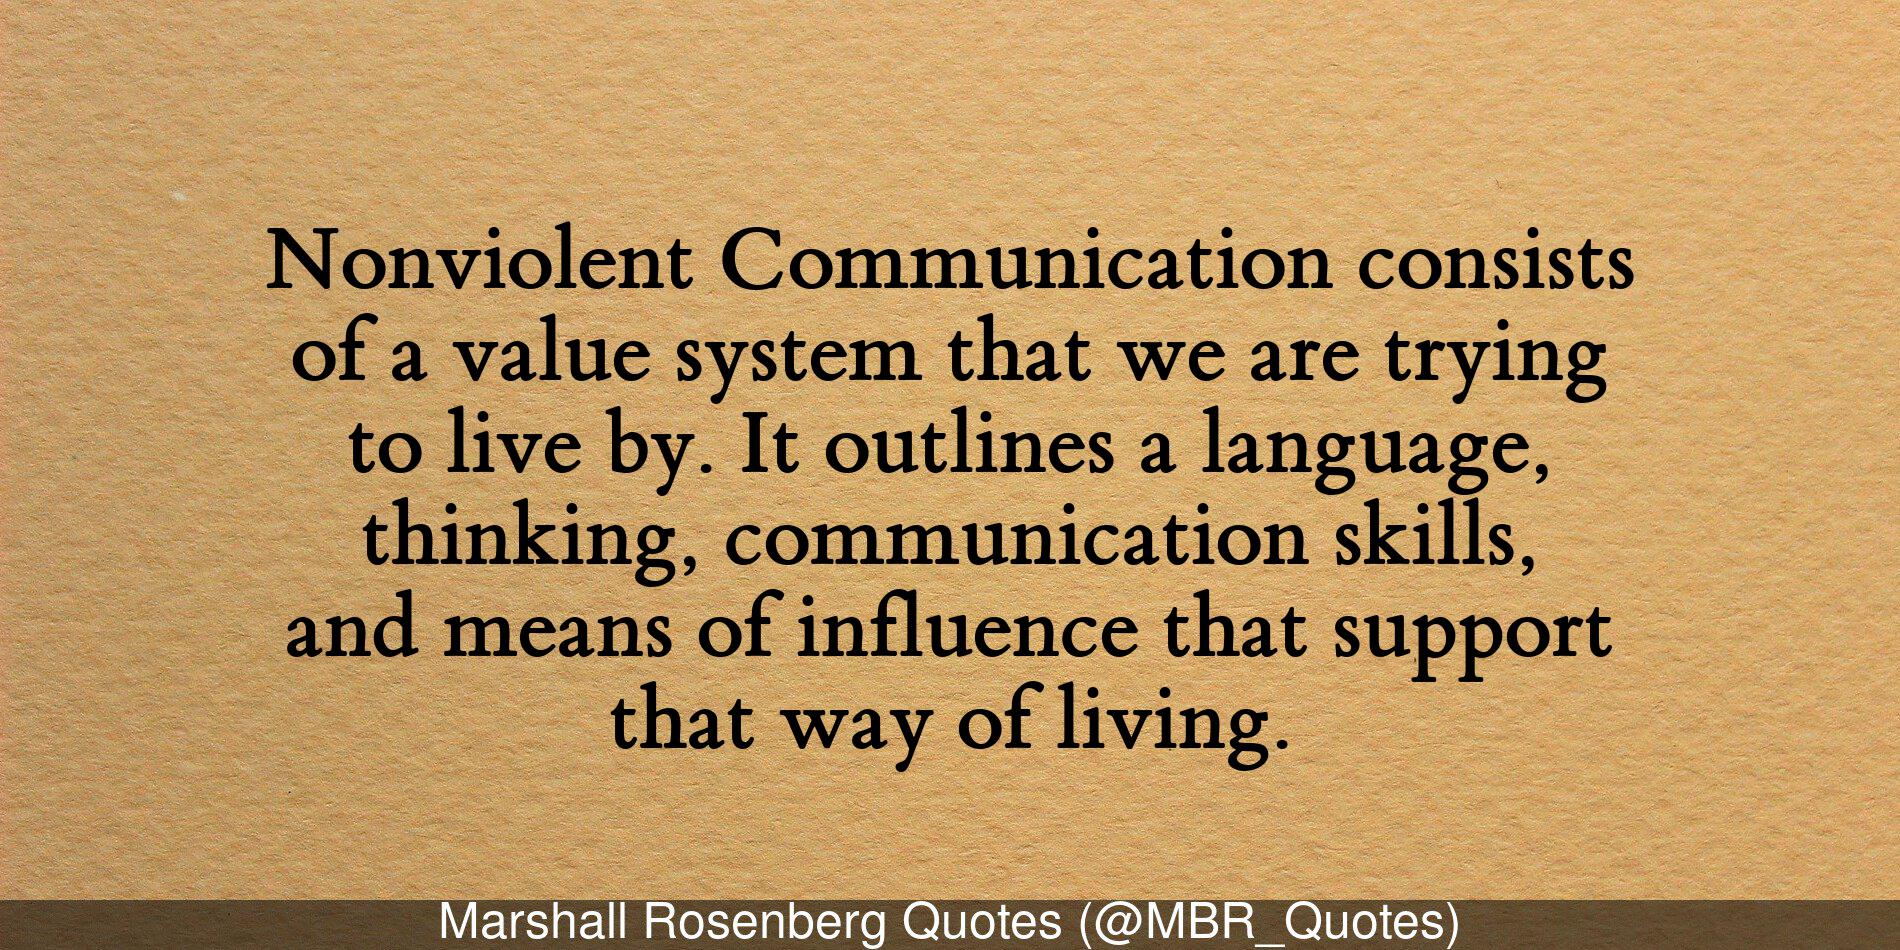 Nonviolent Communication consists
of a value system that we are trying
to live by. It outlines a language,
thinking, communication skills,
and means of influence that support
that way of living.
Marshall Rosenberg Quotes (@MBR_Quotes)